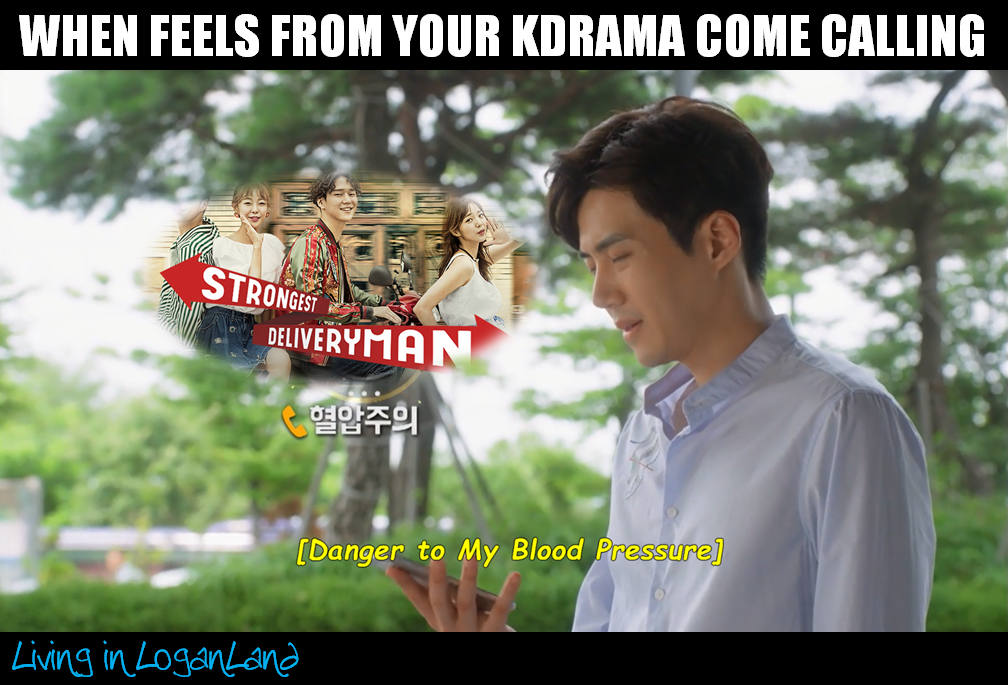 WHEN FEELS FROM YOUR KDRAMA COME CALLING
STRONGEST
DELIVERYMAN
혈압주의
[Danger to My Blood Pressure]
Living in LoganLand